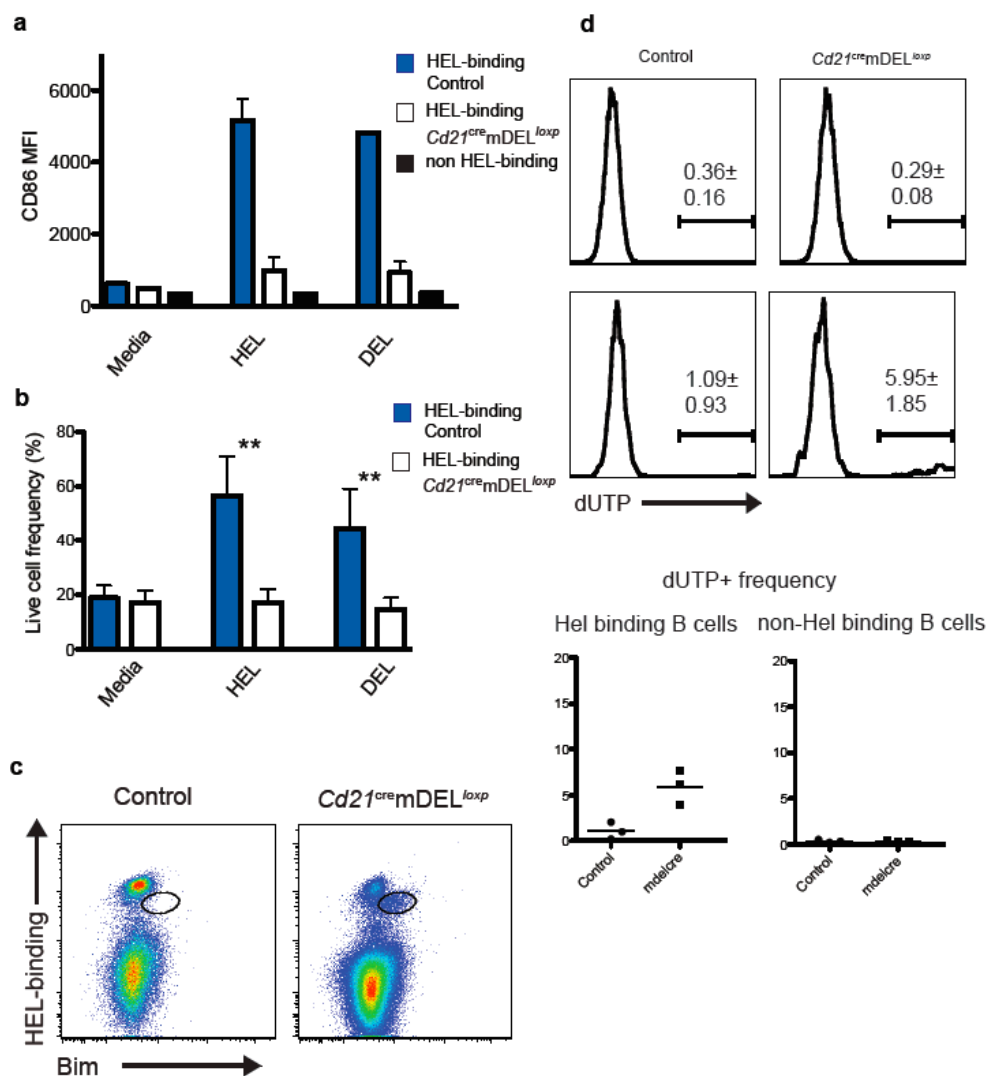 a
HEL-binding
Control
HEL-binding
Cd21cremDELloxp
non HEL-binding
CD86 MFI
6000
4000
2000
0
Media
HEL
DEL
b
HEL-binding
Control
HEL-binding
Cd21cremDELloxp
Live cell frequency (%)
80
60
40
20
0
**
**
Media
HEL
DEL
c
Control
Cd21cremDELloxp
HEL-binding
Bim
d
Control
Cd21cremDELloxp
0.36±
0.16
0.29±
0.08
1.09±
0.93
5.95±
1.85
dUTP
dUTP+ frequency
Hel binding B cells
non-Hel binding B cells
20
15
10
5
0
Control
mdelcre
20
15
10
5
0
Control
mdelcre